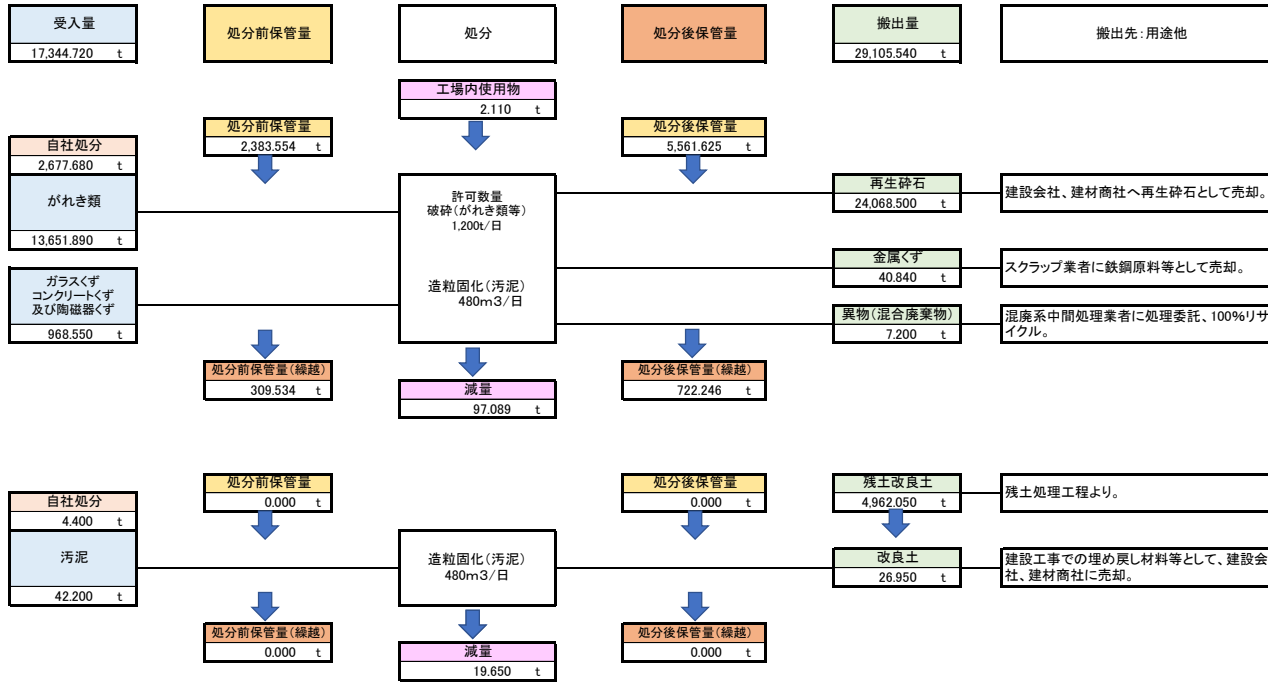 受入量
17,344.720 t
処分前保管量
処分
処分後保管量
搬出量
29,105.540 t
搬出先：用途他
工場内使用物
2.110 t
処分前保管量
2,383.554 t
処分後保管量
5,561.625 t
自社処分
2,677.680 t
がれき類
13,651.890 t
ガラスくず
コンクリートくず
及び陶磁器くず
968.550 t
許可数量
破砕（がれき類等）
1,200t/日
造粒固化（汚泥）
480m3/日
再生砕石
24,068.500 t
建設会社、建材商社へ再生砕石として売却。
金属くず
40.840 t
スクラップ業者に鉄鋼原料等として売却。
異物（混合廃棄物）
7.200 t
混廃系中間処理業者に処理委託、100%リサ
イクル。
処分前保管量（繰越）
309.534 t
減量
97.089 t
処分後保管量（繰越）
722.246 t
処分前保管量
0.000 t
処分後保管量
0.000 t
残土改良土
4,962.050 t
残土処理工程より。
自社処分
4.400 t
汚泥
42.200 t
造粒固化（汚泥）
480m3/日
改良土
26.950 t
建設工事での埋め戻し材料等として、建設会
社、建材商社に売却。
処分前保管量（繰越）
0.000 t
減量
19.650 t
処分後保管量（繰越）
0.000 t